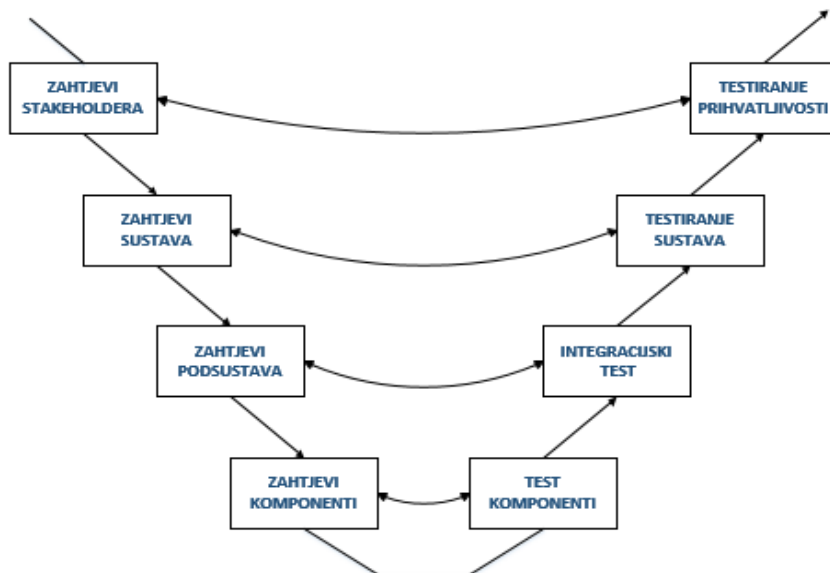 ZAHTJEVI
STAKEHOLDERA
TESTIRANJE
PRIHVATLJIVOSTI
ZAHTJEVI
SUSTAVA
TESTIRANJE
SUSTAVA
ZAHTJEVI
PODSUSTAVA
INTEGRACIJSKI
TEST
ZAHTJEVI
KOMPONENTI
TEST
KOMPONENTI